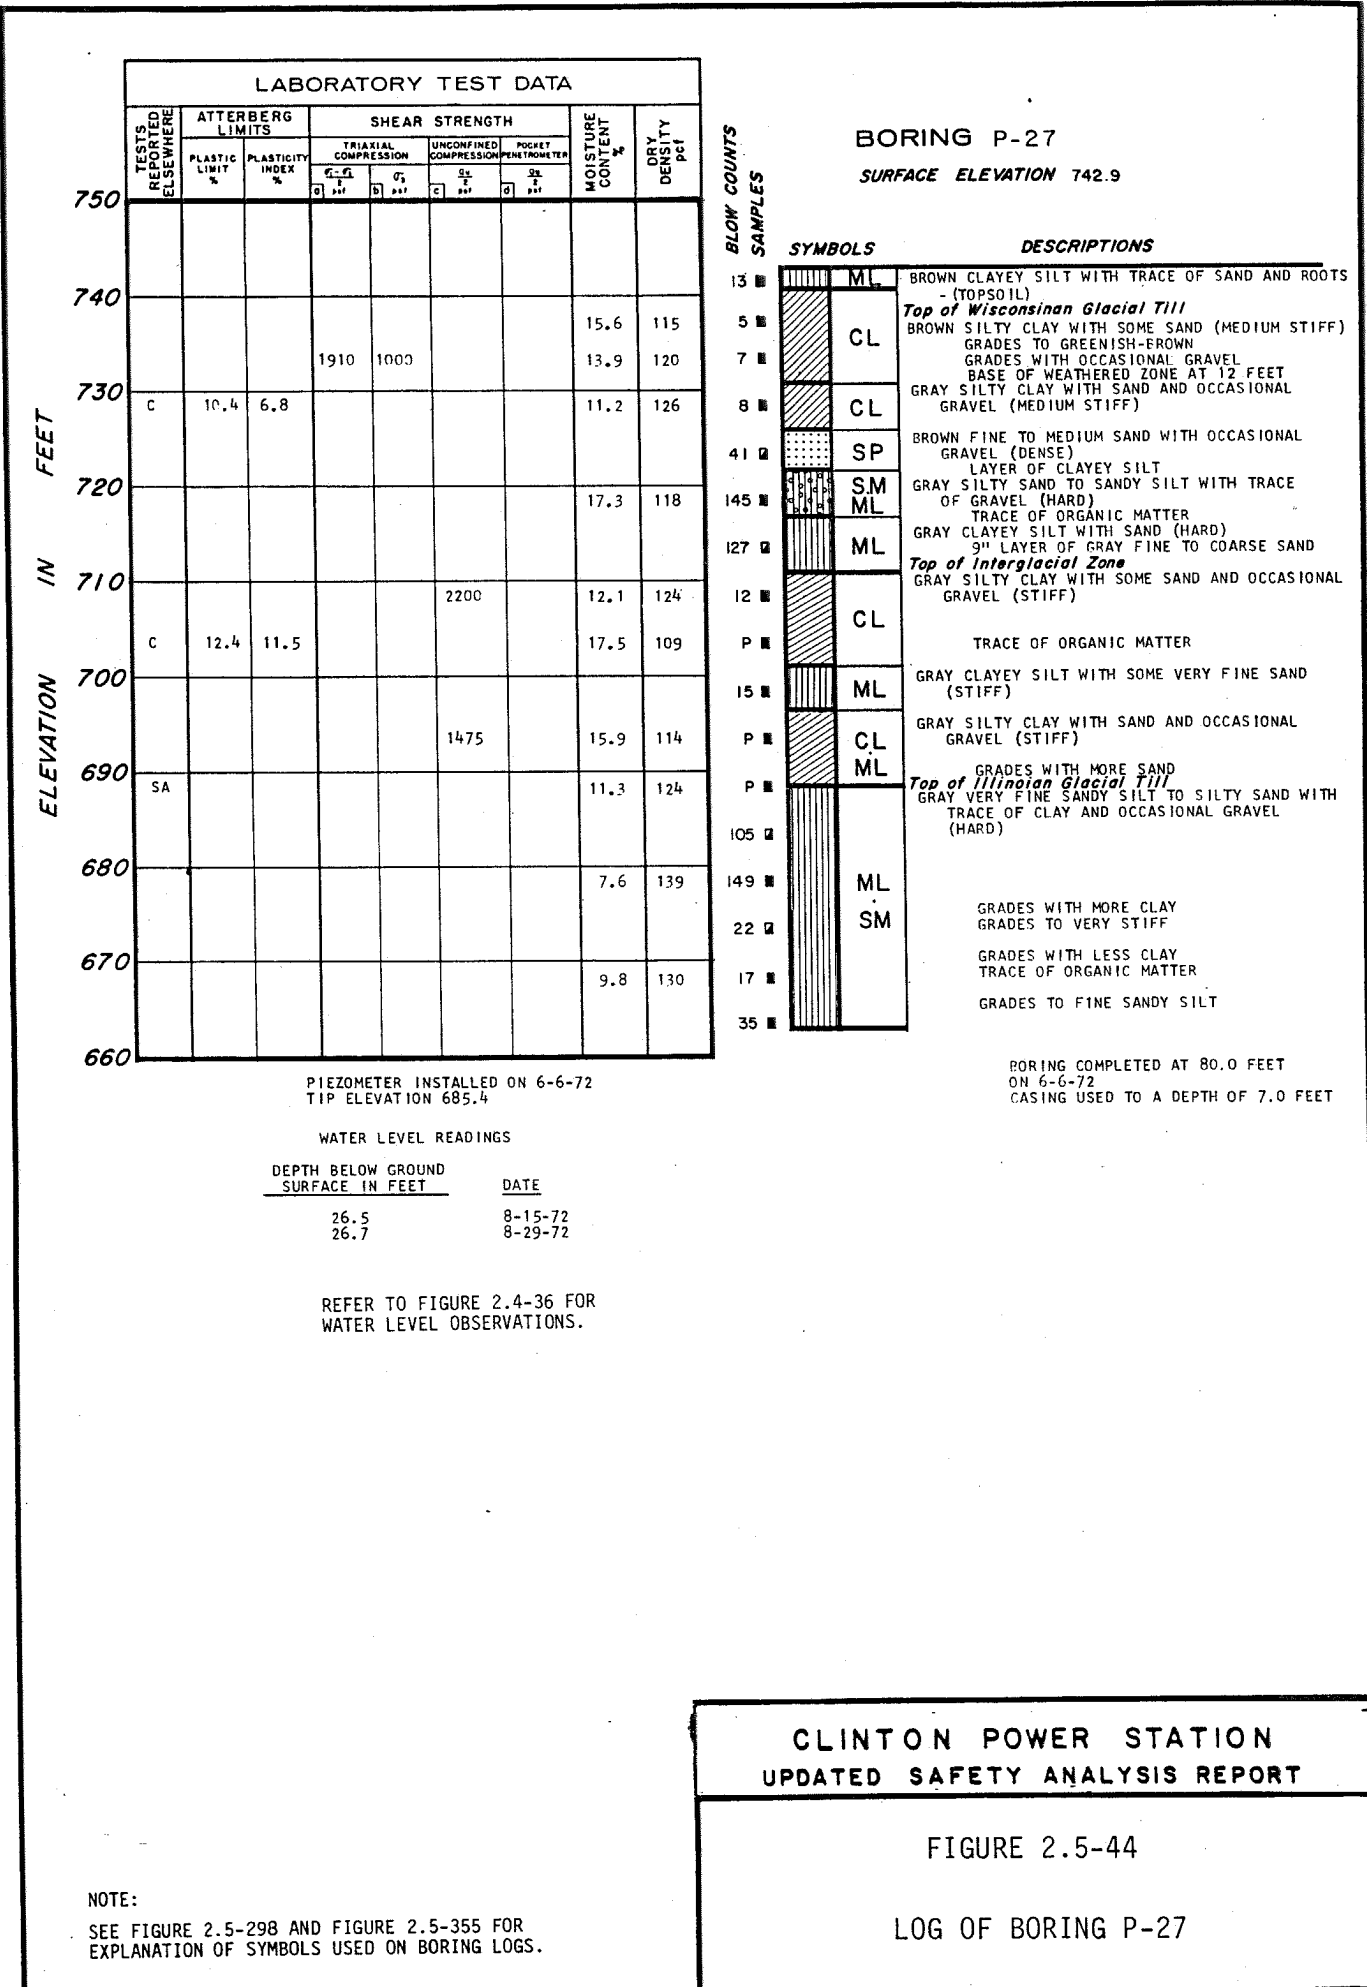 LABORATORY TEST DATA
TESTS REPORTED ELSEWHERE
ATTERBERG LIMITS
SHEAR STRENGTH
MOISTURE CONTENT %
DRY DENSITY pcf
PLASTIC LIMIT %
PLASTICITY INDEX %
TRIAXIAL COMPRESSION
UNCONFINED COMPRESSION
POCKET PENETROMETER
a
b
c
d
BORING P-27
SURFACE ELEVATION 742.9
BLOW COUNTS
SAMPLES
SYMBOLS
DESCRIPTIONS
ELEVATION IN FEET
750
740
15.6 115
1910 1000 13.9 120
730
C 10.4 6.8 11.2 126
720
17.3 118
710
2200 12.1 124
C 12.4 11.5 17.5 109
700
1475 15.9 114
690
SA 11.3 124
680
7.6 139
670
9.8 130
660
13
5
7
8
41
145
127
12
P
15
P
P
105
149
22
17
35
ML
CL
CL
SP
S.M
ML
ML
CL
ML
CL
ML
ML
SM
BROWN CLAYEY SILT WITH TRACE OF SAND AND ROOTS
- (TOPSOIL)
Top of Wisconsinan Glacial Till
BROWN SILTY CLAY WITH SOME SAND (MEDIUM STIFF)
GRADES TO GREENISH-BROWN
GRADES WITH OCCASIONAL GRAVEL
BASE OF WEATHERED ZONE AT 12 FEET
GRAY SILTY CLAY WITH SAND AND OCCASIONAL
GRAVEL (MEDIUM STIFF)
BROWN FINE TO MEDIUM SAND WITH OCCASIONAL
GRAVEL (DENSE)
LAYER OF CLAYEY SILT
GRAY SILTY SAND TO SANDY SILT WITH TRACE
OF GRAVEL (HARD)
TRACE OF ORGANIC MATTER
GRAY CLAYEY SILT WITH SAND (HARD)
9" LAYER OF GRAY FINE TO COARSE SAND
Top of Interglacial Zone
GRAY SILTY CLAY WITH SOME SAND AND OCCASIONAL
GRAVEL (STIFF)
TRACE OF ORGANIC MATTER
GRAY CLAYEY SILT WITH SOME VERY FINE SAND
(STIFF)
GRAY SILTY CLAY WITH SAND AND OCCASIONAL
GRAVEL (STIFF)
GRADES WITH MORE SAND
Top of Illinoian Glacial Till
GRAY VERY FINE SANDY SILT TO SILTY SAND WITH
TRACE OF CLAY AND OCCASIONAL GRAVEL
(HARD)
GRADES WITH MORE CLAY
GRADES TO VERY STIFF
GRADES WITH LESS CLAY
TRACE OF ORGANIC MATTER
GRADES TO FINE SANDY SILT
BORING COMPLETED AT 80.0 FEET
ON 6-6-72
CASING USED TO A DEPTH OF 7.0 FEET
PIEZOMETER INSTALLED ON 6-6-72
TIP ELEVATION 685.4
WATER LEVEL READINGS
DEPTH BELOW GROUND
SURFACE IN FEET DATE
26.5 8-15-72
26.7 8-29-72
REFER TO FIGURE 2.4-36 FOR
WATER LEVEL OBSERVATIONS.
CLINTON POWER STATION
UPDATED SAFETY ANALYSIS REPORT
FIGURE 2.5-44
LOG OF BORING P-27
NOTE:
SEE FIGURE 2.5-298 AND FIGURE 2.5-355 FOR
EXPLANATION OF SYMBOLS USED ON BORING LOGS.